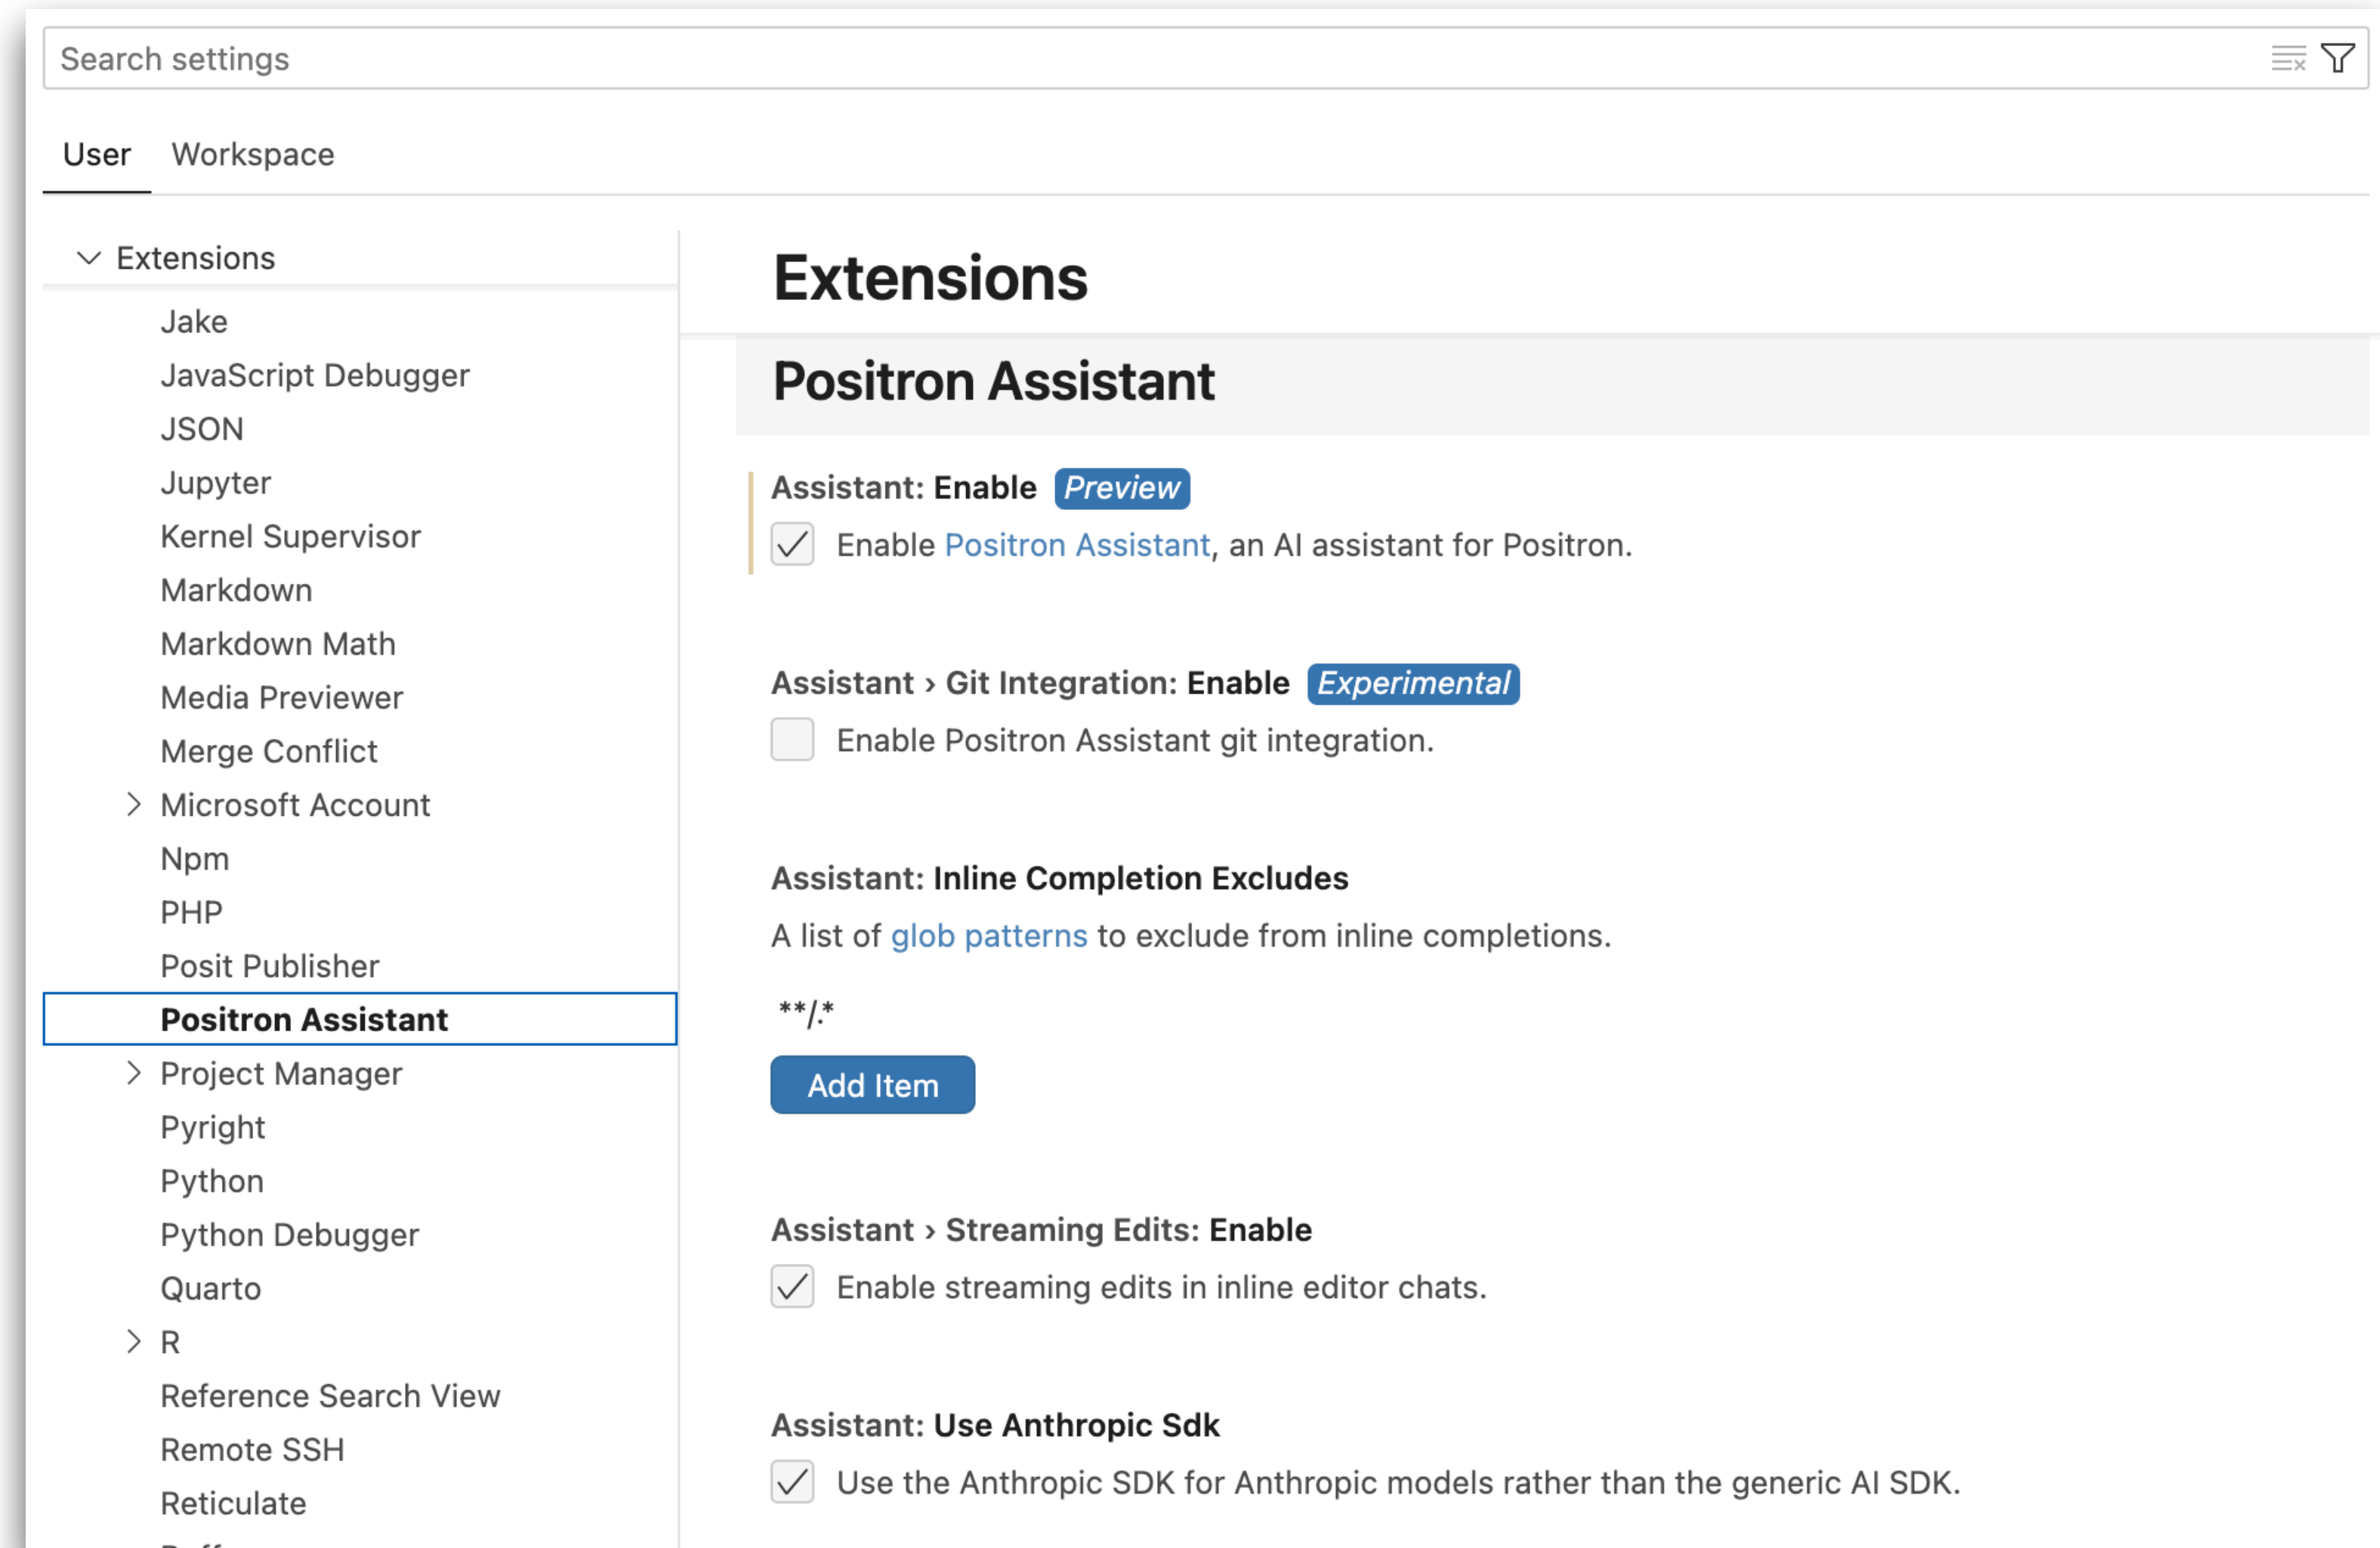 Search settings
User Workspace
Extensions
Jake
JavaScript Debugger
JSON
Jupyter
Kernel Supervisor
Markdown
Markdown Math
Media Previewer
Merge Conflict
Microsoft Account
Npm
PHP
Posit Publisher
Positron Assistant
Project Manager
Pyright
Python
Python Debugger
Quarto
R
Reference Search View
Remote SSH
Reticulate
Extensions
Positron Assistant
Assistant: Enable Preview
Enable Positron Assistant, an AI assistant for Positron.
Assistant › Git Integration: Enable Experimental
Enable Positron Assistant git integration.
Assistant: Inline Completion Excludes
A list of glob patterns to exclude from inline completions.
**/.*
Add Item
Assistant › Streaming Edits: Enable
Enable streaming edits in inline editor chats.
Assistant: Use Anthropic Sdk
Use the Anthropic SDK for Anthropic models rather than the generic AI SDK.